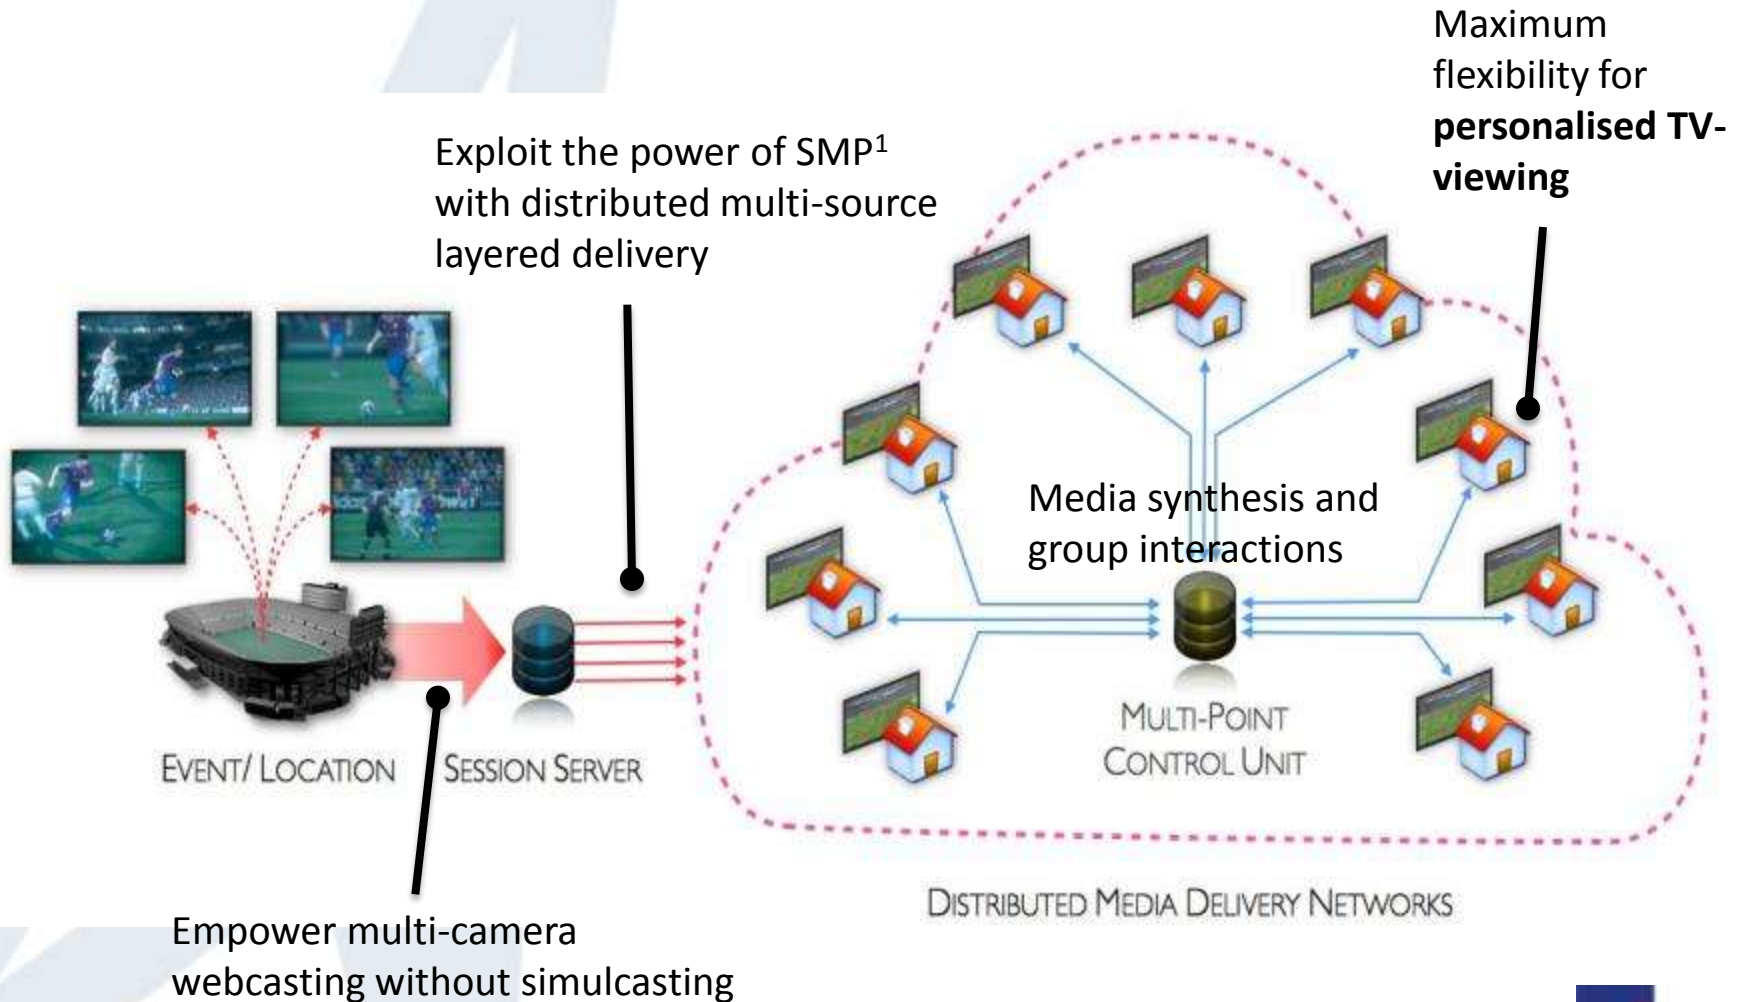 Maximum
flexibility for
personalised TV-
viewing
Exploit the power of SMP1
with distributed multi-source
layered delivery
Media synthesis and
group interactions
EVENT/ LOCATION
SESSION SERVER
MULTI-POINT
CONTROL UNIT
DISTRIBUTED MEDIA DELIVERY NETWORKS
Empower multi-camera
webcasting without simulcasting